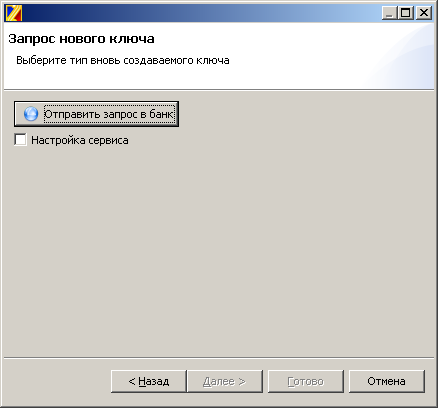 Запрос нового ключа
Выберите тип вновь создаваемого ключа
Отправить запрос в банк
Настройка сервиса
< Назад
Далее >
Готово
Отмена